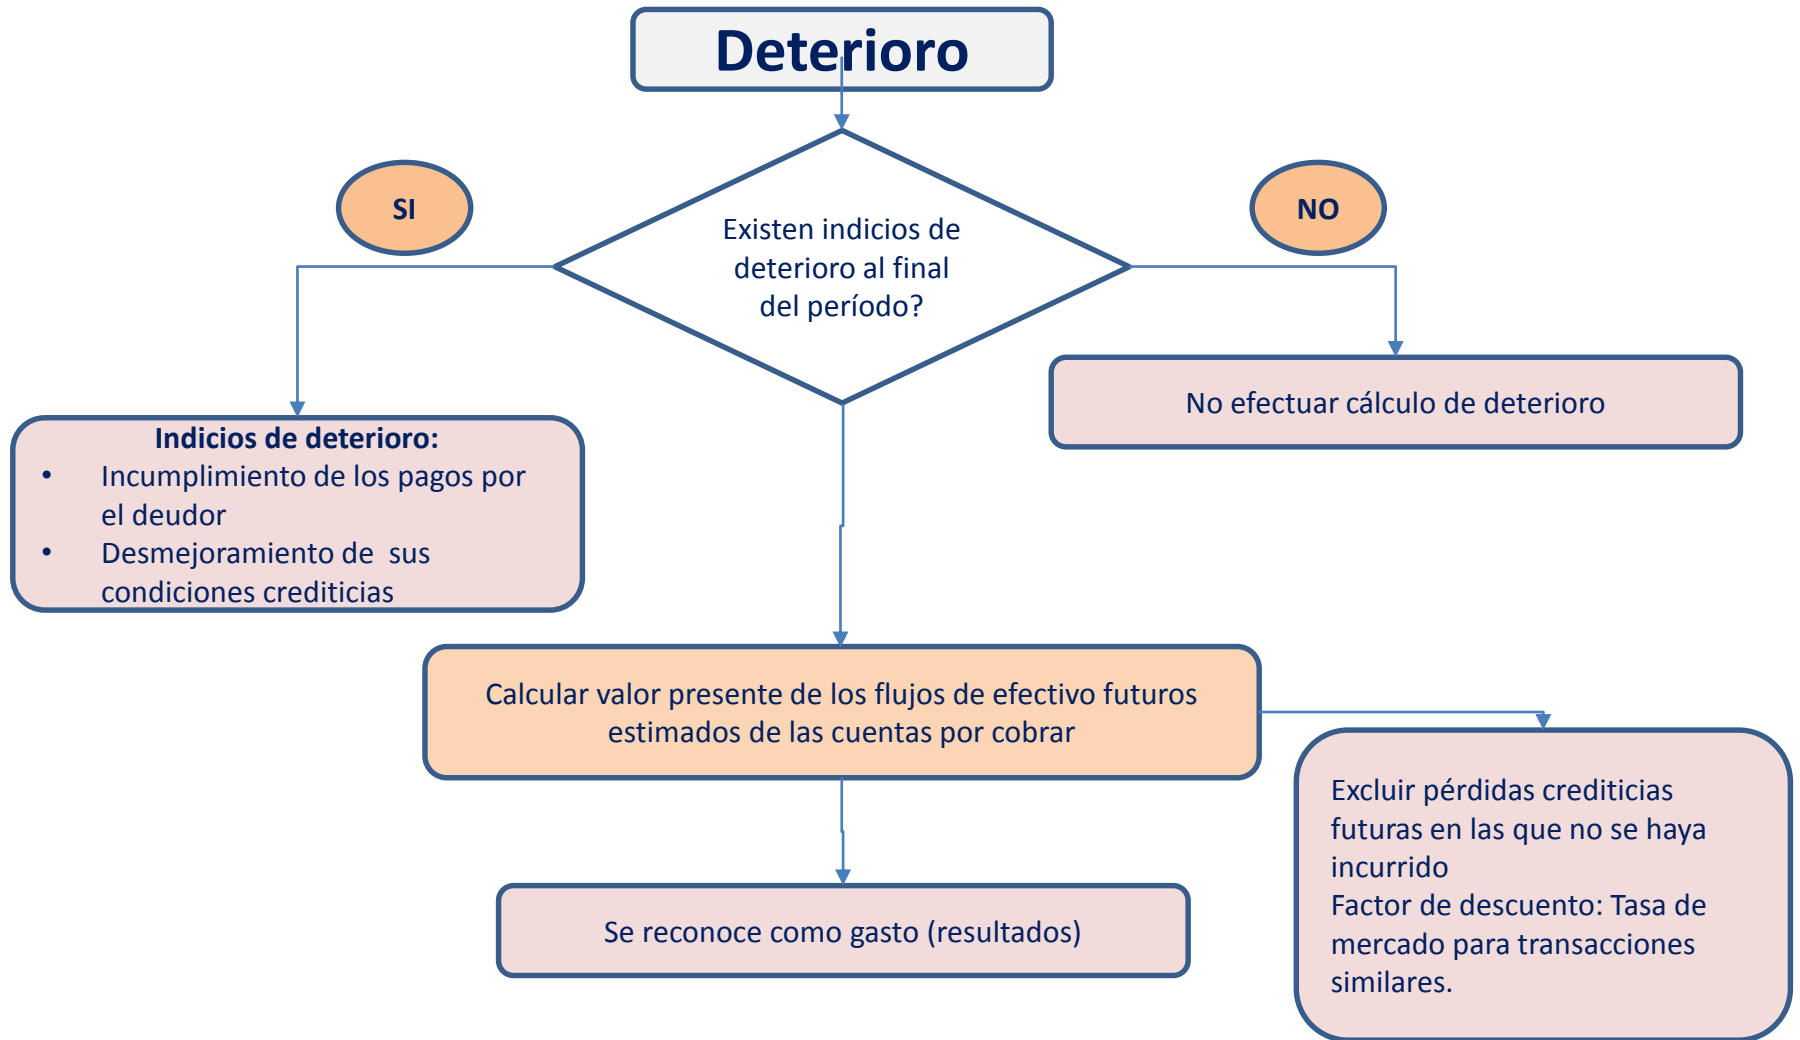 Deterioro
SI
NO
Existen indicios de
deterioro al final
del período?
No efectuar cálculo de deterioro
Indicios de deterioro:
• Incumplimiento de los pagos por
el deudor
• Desmejoramiento de sus
condiciones crediticias
Calcular valor presente de los flujos de efectivo futuros
estimados de las cuentas por cobrar
Excluir pérdidas crediticias
futuras en las que no se haya
incurrido
Factor de descuento: Tasa de
mercado para transacciones
similares.
Se reconoce como gasto (resultados)